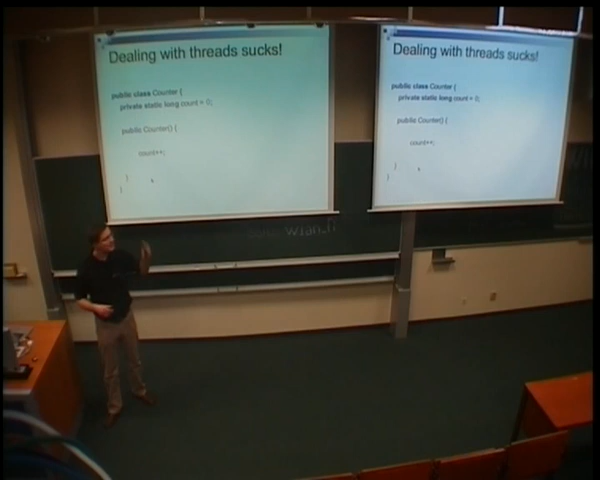 Dealing with threads sucks!
public class Counter {
private static long count = 0;
public Counter() {
count++;
}
}
Dealing with threads sucks!
public class Counter {
private static long count = 0;
public Counter() {
count++;
}
}